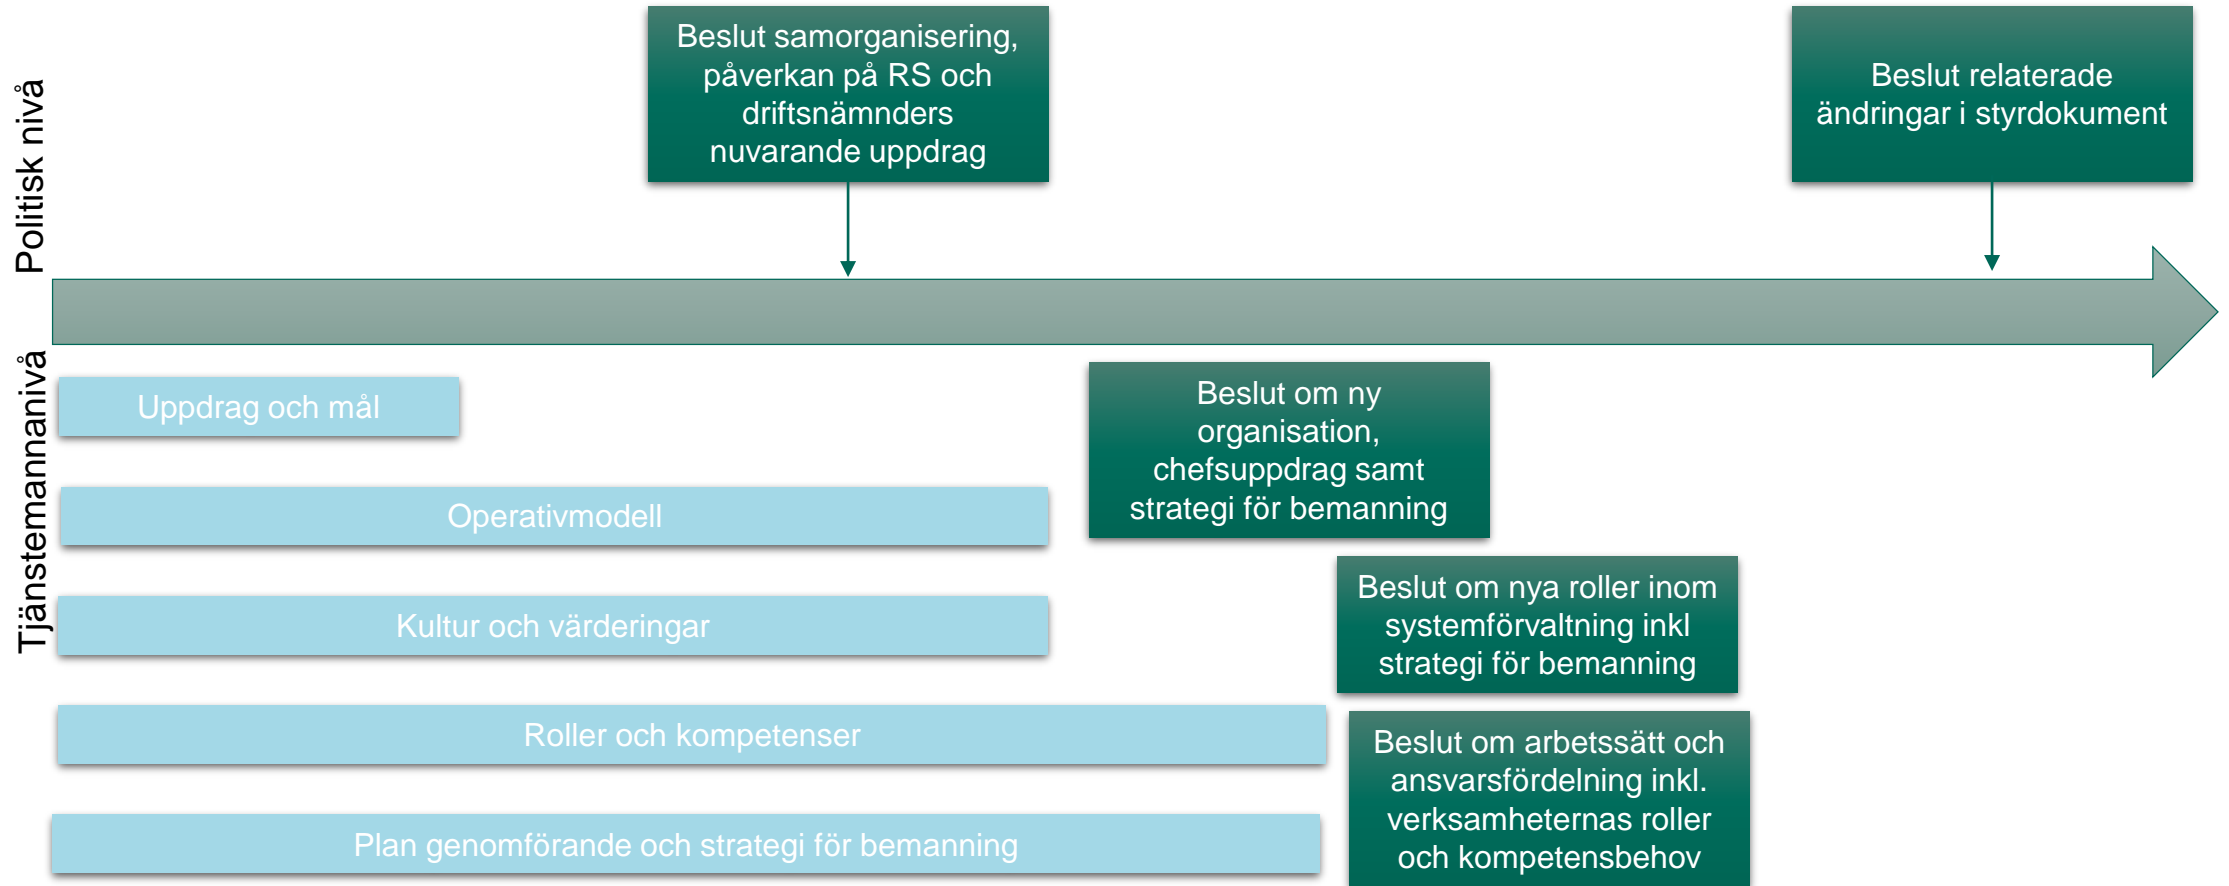 Politisk nivå
Beslut samorganisering,
påverkan på RS och
driftsnämnders
nuvarande uppdrag
Beslut relaterade
ändringar i styrdokument
Tjänstemannanivå
Uppdrag och mål
Operativmodell
Kultur och värderingar
Roller och kompetenser
Plan genomförande och strategi för bemanning
Beslut om ny
organisation,
chefsuppdrag samt
strategi för bemanning
Beslut om nya roller inom
systemförvaltning inkl
strategi för bemanning
Beslut om arbetssätt och
ansvarsfördelning inkl.
verksamheternas roller
och kompetensbehov